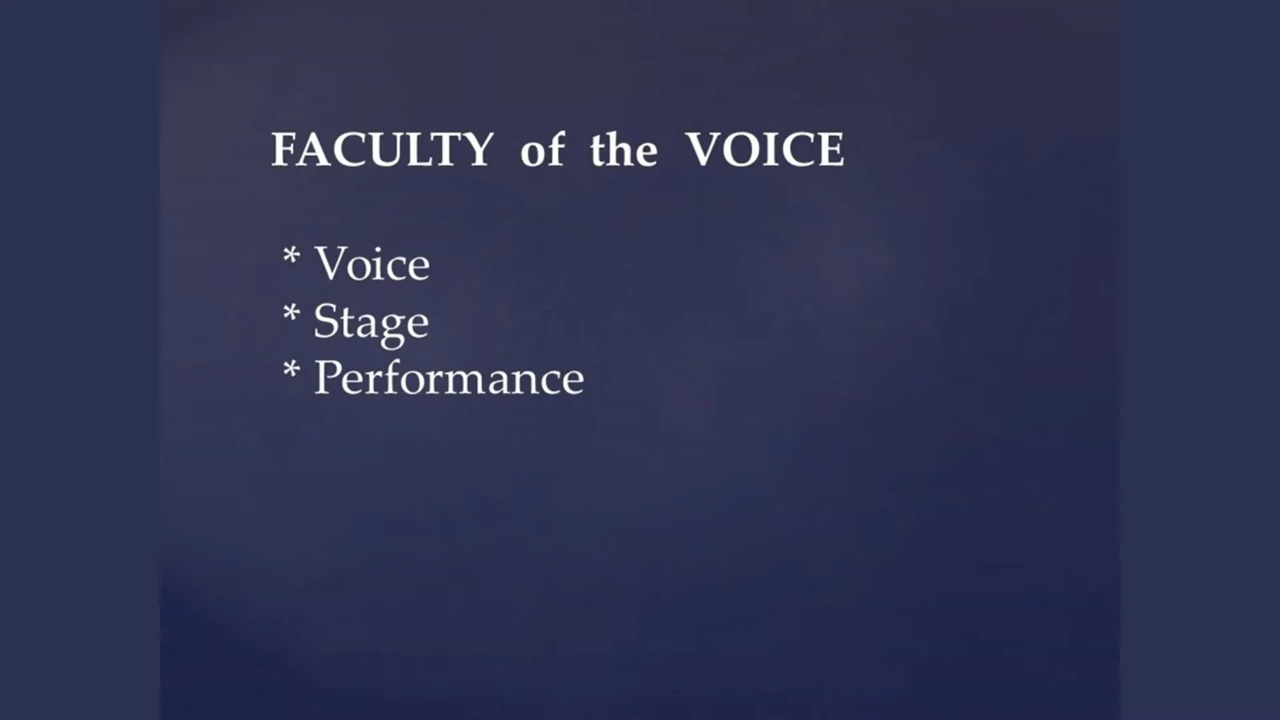 FACULTY of the VOICE
* Voice
* Stage
* Performance